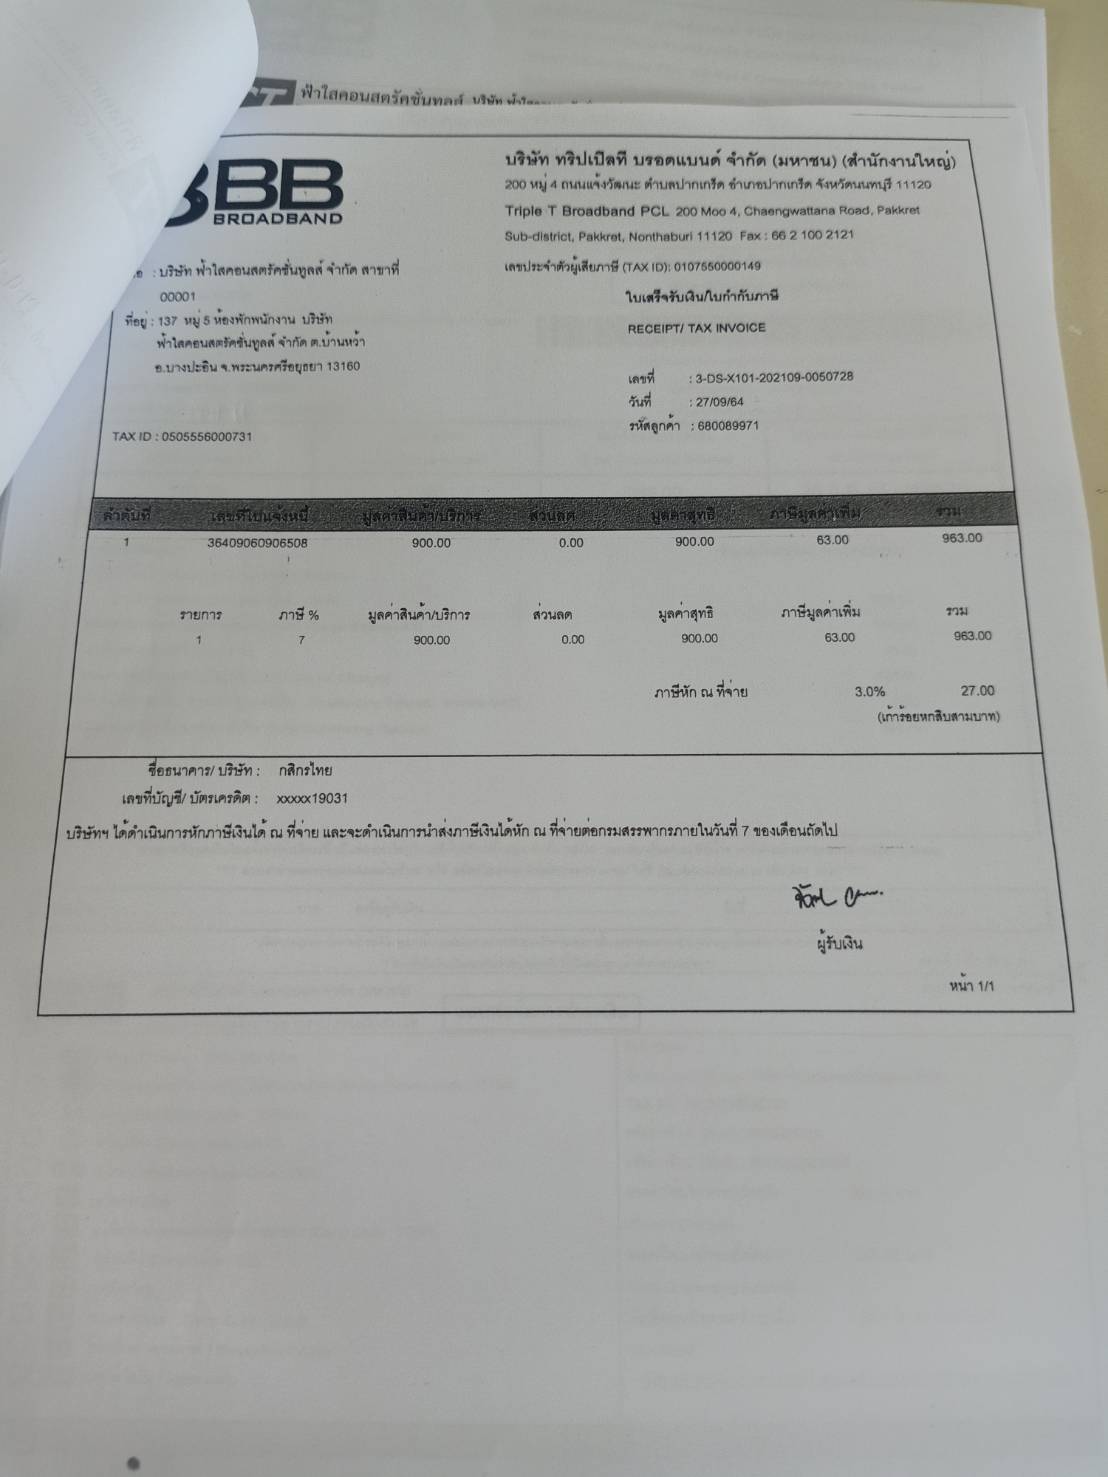 ฟ้าใสคอนสตรัคชั่นทูลส์
BB
BROADBAND
บริษัท ทริปเปิลที บรอดแบนด์ จำกัด (มหาชน) (สำนักงานใหญ่)
200 หมู่ 4 ถนนแจ้งวัฒนะ ตำบลปากเกร็ด อำเภอปากเกร็ด จังหวัดนนทบุรี 11120
Triple T Broadband PCL 200 Moo 4, Chaengwattana Road, Pakkret
Sub-district, Pakkret, Nonthaburi 11120 Fax : 66 2 100 2121
เลขประจำตัวผู้เสียภาษี (TAX ID): 0107550000149
: บริษัท ฟ้าใสคอนสตรัคชั่นทูลส์ จำกัด สาขาที่
00001
ที่อยู่ : 137 หมู่ 5 ห้องพักพนักงาน บริษัท
ฟ้าใสคอนสตรัคชั่นทูลส์ จำกัด ต.บ้านหว้า
อ.บางปะอิน จ.พระนครศรีอยุธยา 13160
TAX ID : 0505556000731
ใบเสร็จรับเงิน/ใบกำกับภาษี
RECEIPT/ TAX INVOICE
เลขที่ : 3-DS-X101-202109-0050728
วันที่ : 27/09/64
รหัสลูกค้า : 680089971
ลำดับที่ เลขที่ใบแจ้งหนี้ มูลค่าสินค้า/บริการ ส่วนลด มูลค่าสุทธิ ภาษีมูลค่าเพิ่ม รวม
1 36409060906508 900.00 0.00 900.00 63.00 963.00
รายการ ภาษี % มูลค่าสินค้า/บริการ ส่วนลด มูลค่าสุทธิ ภาษีมูลค่าเพิ่ม รวม
1 7 900.00 0.00 900.00 63.00 963.00
ภาษีหัก ณ ที่จ่าย 3.0% 27.00
(เก้าร้อยหกสิบสามบาท)
ชื่อธนาคาร/ บริษัท : กสิกรไทย
เลขที่บัญชี/ บัตรเครดิต : xxxxx19031
บริษัทฯ ได้ดำเนินการหักภาษีเงินได้ ณ ที่จ่าย และจะดำเนินการนำส่งภาษีเงินได้หัก ณ ที่จ่ายต่อกรมสรรพากรภายในวันที่ 7 ของเดือนถัดไป
ผู้รับเงิน
หน้า 1/1